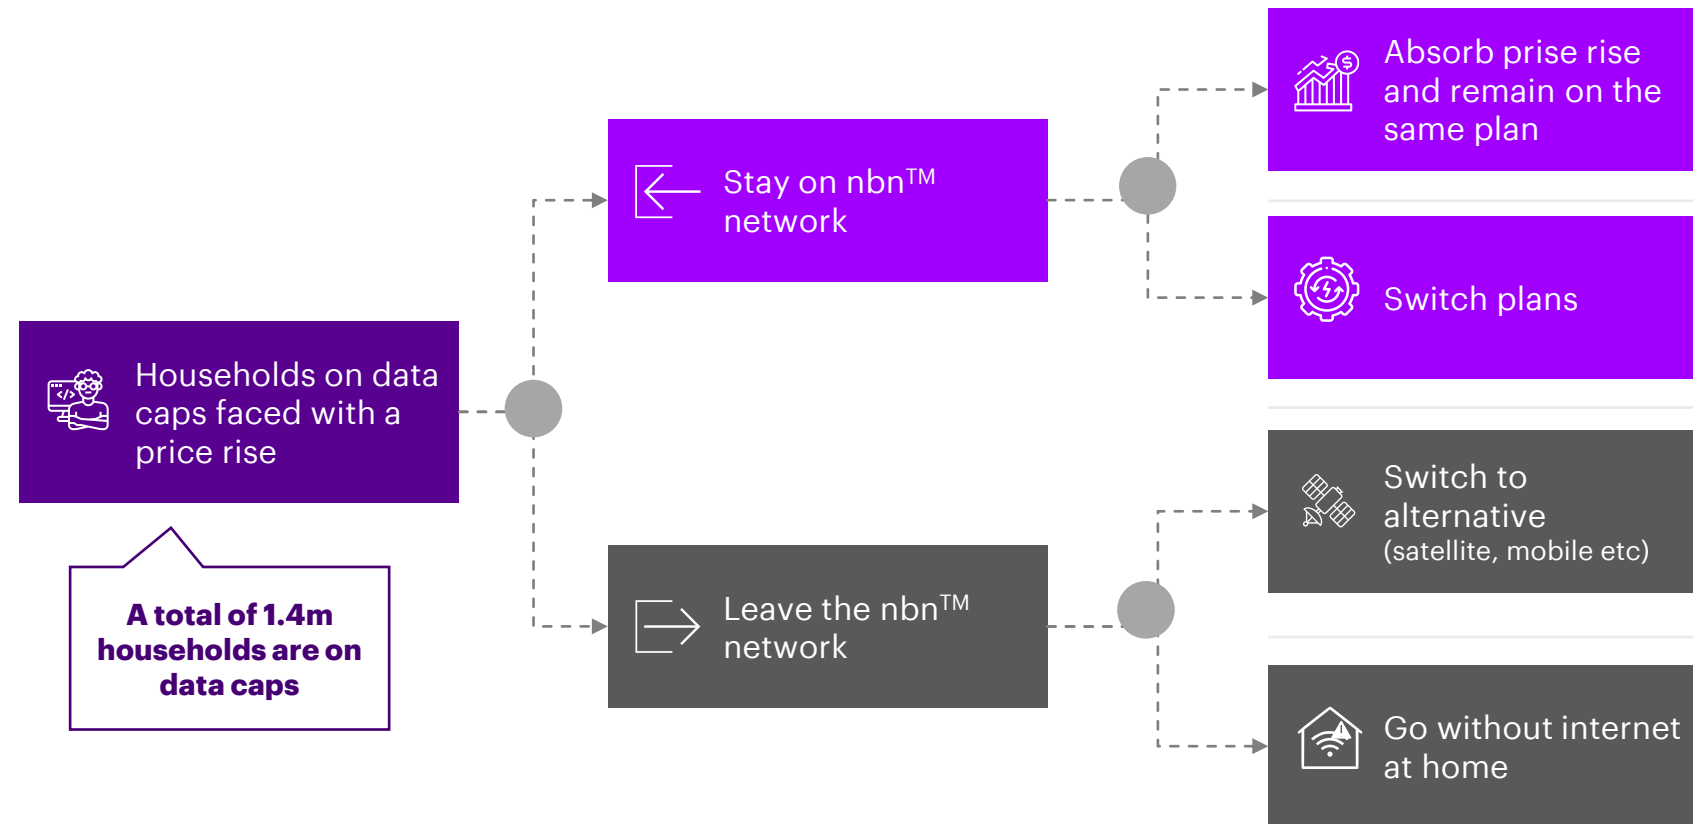 Households on data
caps faced with a
price rise
A total of 1.4m
households are on
data caps
Stay on nbn™
network
Leave the nbn™
network
Absorb prise rise
and remain on the
same plan
Switch plans
Switch to
alternative
(satellite, mobile etc)
Go without internet
at home